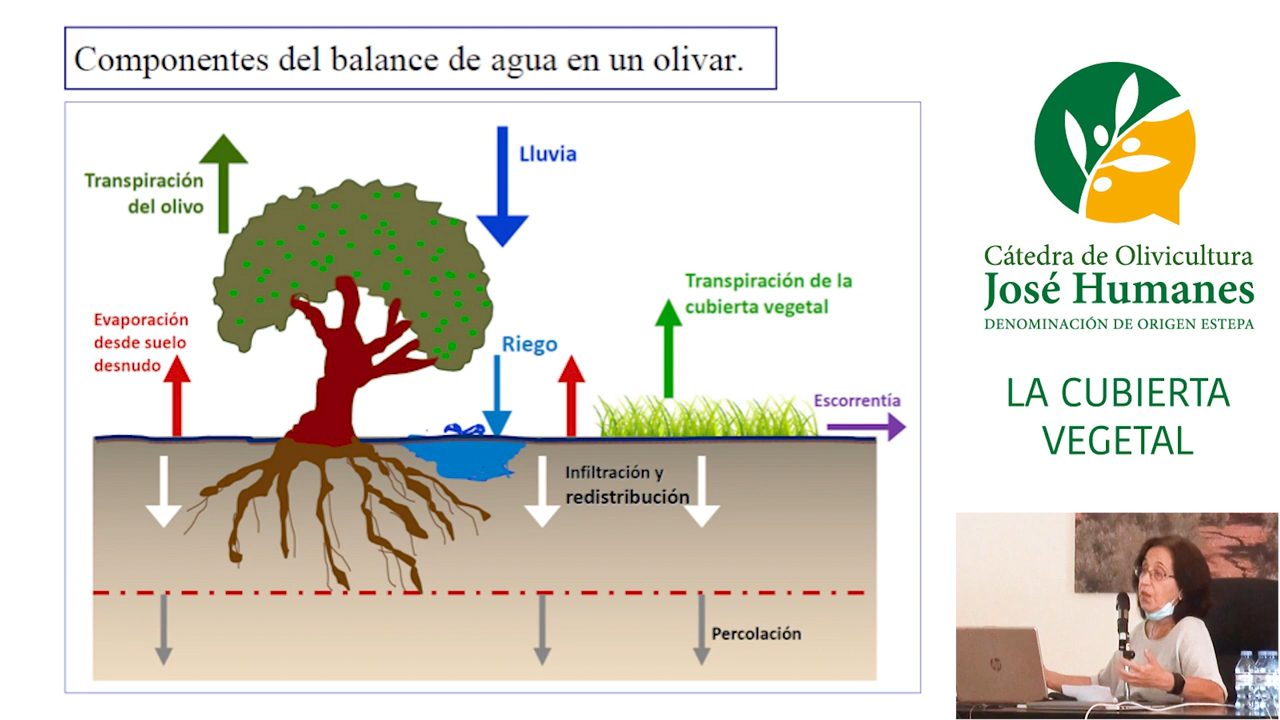 Componentes del balance de agua en un olivar.
Transpiración
del olivo
Lluvia
Transpiración de la
cubierta vegetal
Evaporación
desde suelo
desnudo
Riego
Escorrentía
Infiltración y
redistribución
Percolación
Cátedra de Olivicultura
José Humanes
DENOMINACIÓN DE ORIGEN ESTEPA
LA CUBIERTA
VEGETAL
hp